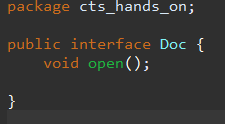 package cts_hands_on;
public interface Doc {
void open();
}